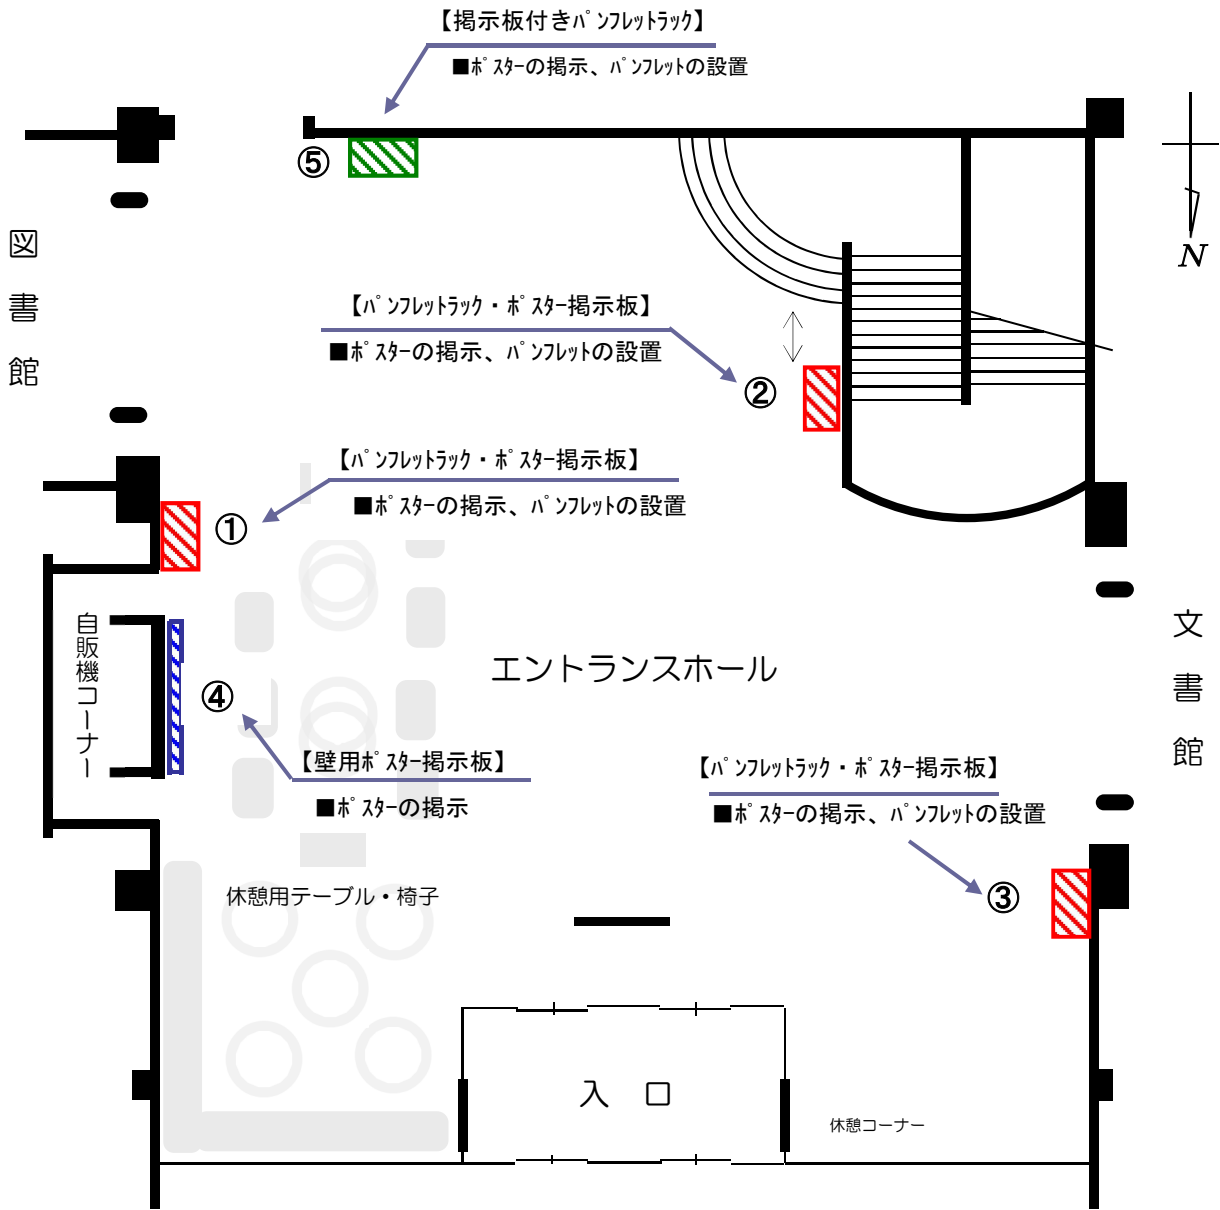 【掲示板付きﾊﾟﾝﾌﾚｯﾄﾗｯｸ】
■ﾎﾟｽﾀｰの掲示、ﾊﾟﾝﾌﾚｯﾄの設置
⑤
図書館
N
【ﾊﾟﾝﾌﾚｯﾄﾗｯｸ・ﾎﾟｽﾀｰ掲示板】
■ﾎﾟｽﾀｰの掲示、ﾊﾟﾝﾌﾚｯﾄの設置
②
【ﾊﾟﾝﾌﾚｯﾄﾗｯｸ・ﾎﾟｽﾀｰ掲示板】
■ﾎﾟｽﾀｰの掲示、ﾊﾟﾝﾌﾚｯﾄの設置
①
自販機コーナー
エントランスホール
文書館
④
【壁用ﾎﾟｽﾀｰ掲示板】
■ﾎﾟｽﾀｰの掲示
【ﾊﾟﾝﾌﾚｯﾄﾗｯｸ・ﾎﾟｽﾀｰ掲示板】
■ﾎﾟｽﾀｰの掲示、ﾊﾟﾝﾌﾚｯﾄの設置
③
休憩用テーブル・椅子
入　口
休憩コーナー